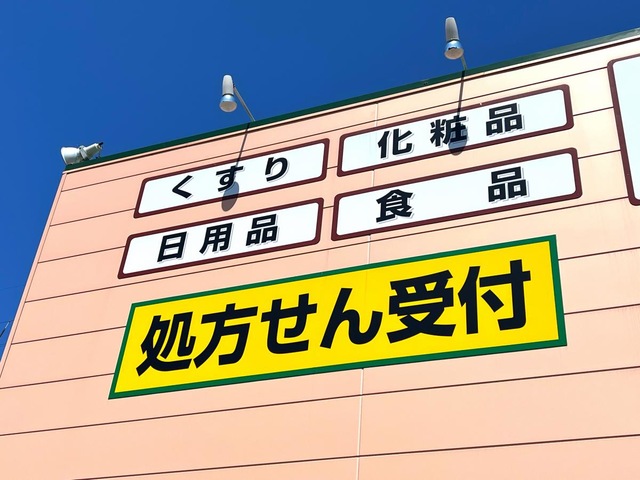 くすり
化粧品
日用品
食品
処方せん受付